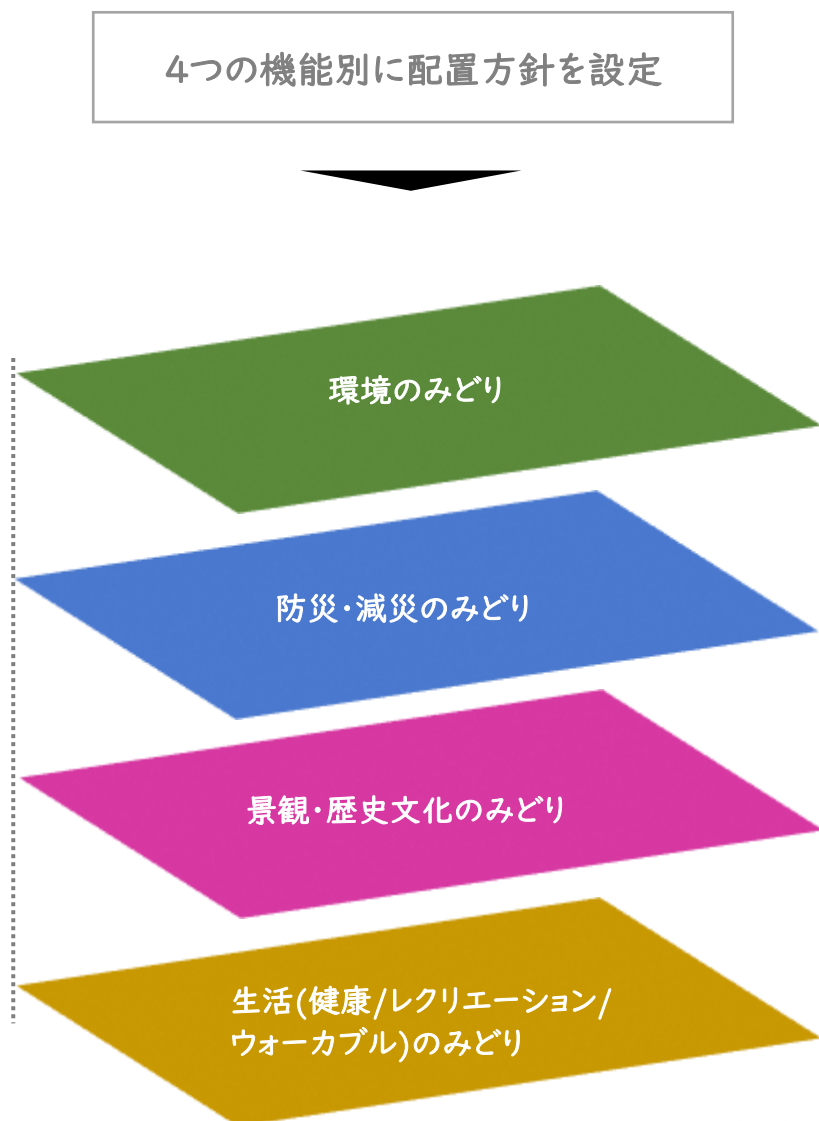 4つの機能別に配置方針を設定
環境のみどり
防災・減災のみどり
景観・歴史文化のみどり
生活(健康/レクリエーション/
ウォーカブル)のみどり